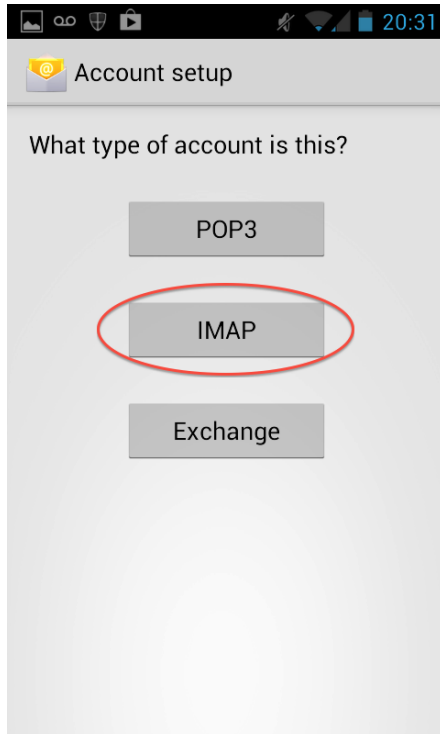 20:31
Account setup
What type of account is this?
POP3
IMAP
Exchange